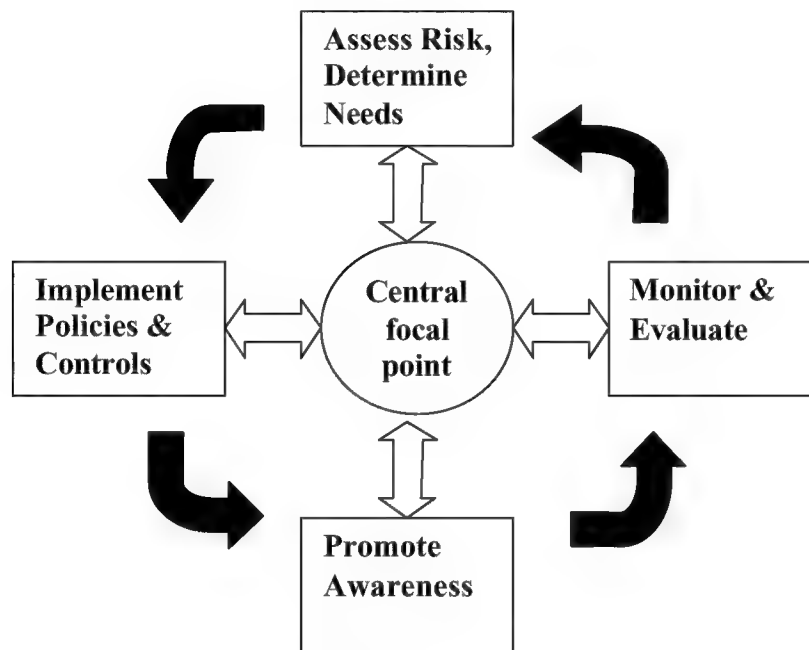 Assess Risk,
Determine
Needs
Implement
Policies &
Controls
Central
focal
point
Monitor &
Evaluate
Promote
Awareness